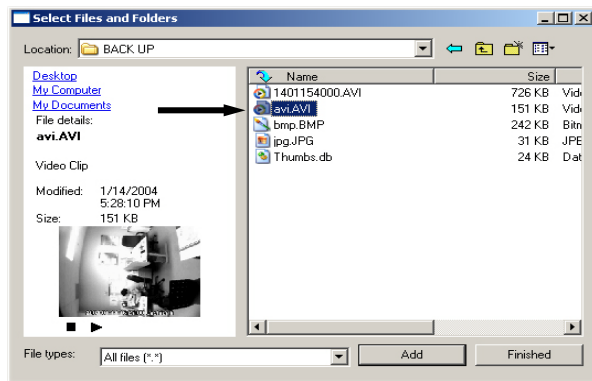 Select Files and Folders
Location: BACK UP
Desktop
My Computer
My Documents
File details:
avi.AVI
Video Clip
Modified: 1/14/2004
5:28:10 PM
Size: 151 KB
Name Size
1401154000.AVI 726 KB Vide
avi.AVI 151 KB Vide
bmp.BMP 242 KB Bitn
jpg.JPG 31 KB JPE
Thumbs.db 24 KB Dat
File types: All files (*.*)
Add
Finished